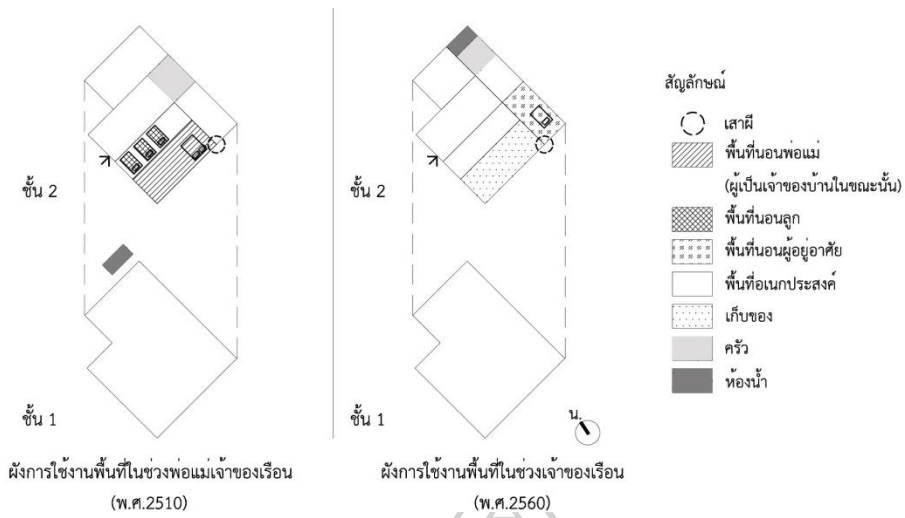 ชั้น 2
ชั้น 1
ผังการใช้งานพื้นที่ในช่วงพ่อแม่เจ้าของเรือน
(พ.ศ.2510)
ชั้น 2
ชั้น 1
น.
ผังการใช้งานพื้นที่ในช่วงเจ้าของเรือน
(พ.ศ.2560)
สัญลักษณ์
เสาผี
พื้นที่นอนพ่อแม่
(ผู้เป็นเจ้าของบ้านในขณะนั้น)
พื้นที่นอนลูก
พื้นที่นอนผู้อยู่อาศัย
พื้นที่อเนกประสงค์
เก็บของ
ครัว
ห้องน้ำ